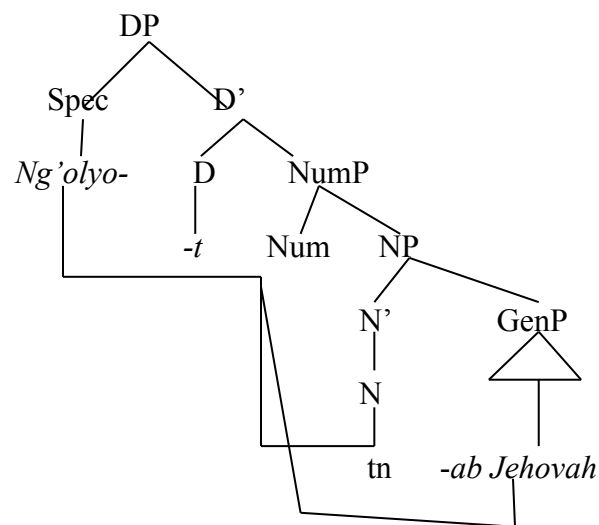 DP
Spec D’
Ng’olyo- D NumP
-t Num NP
N’ GenP
N
tn -ab Jehovah